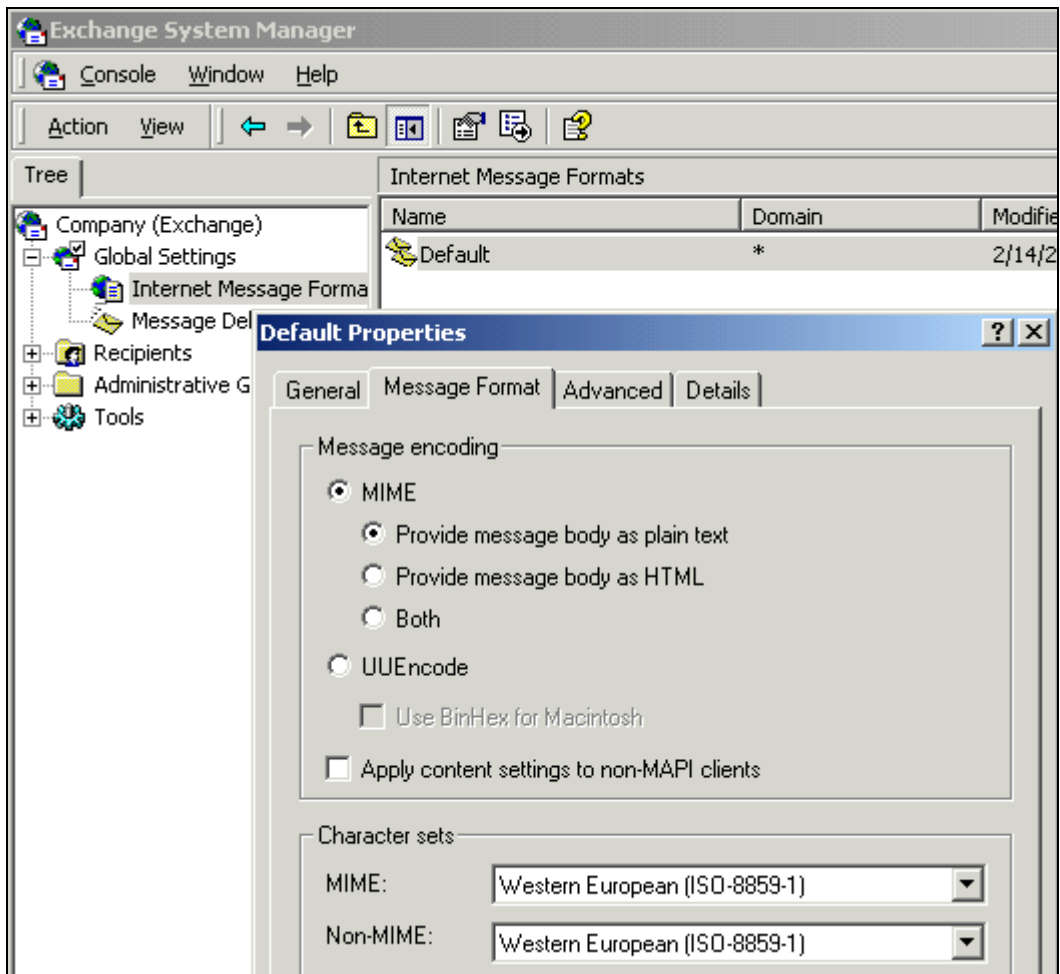 Exchange System Manager
Console Window Help
Action View
Tree
Internet Message Formats
Name Domain Modifie
Company (Exchange)
Default * 2/14/2
Global Settings
Internet Message Forma
Message Del
Default Properties
Recipients
Administrative G
General Message Format Advanced Details
Tools
Message encoding
MIME
Provide message body as plain text
Provide message body as HTML
Both
UUEncode
Use BinHex for Macintosh
Apply content settings to non-MAPI clients
Character sets
MIME: Western European (ISO-8859-1)
Non-MIME: Western European (ISO-8859-1)